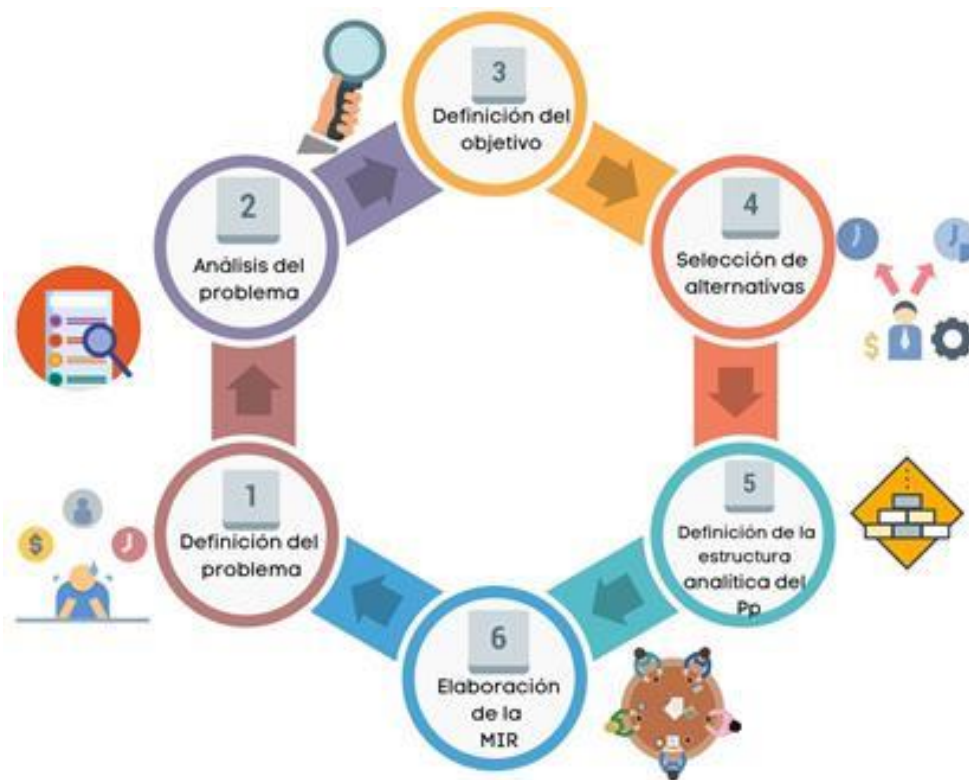 1
Definición del
problema
2
Análisis del
problema
3
Definición del
objetivo
4
Selección de
alternativas
5
Definición de la
estructura
analítica del
Pp
6
Elaboración
de la
MIR
$
$